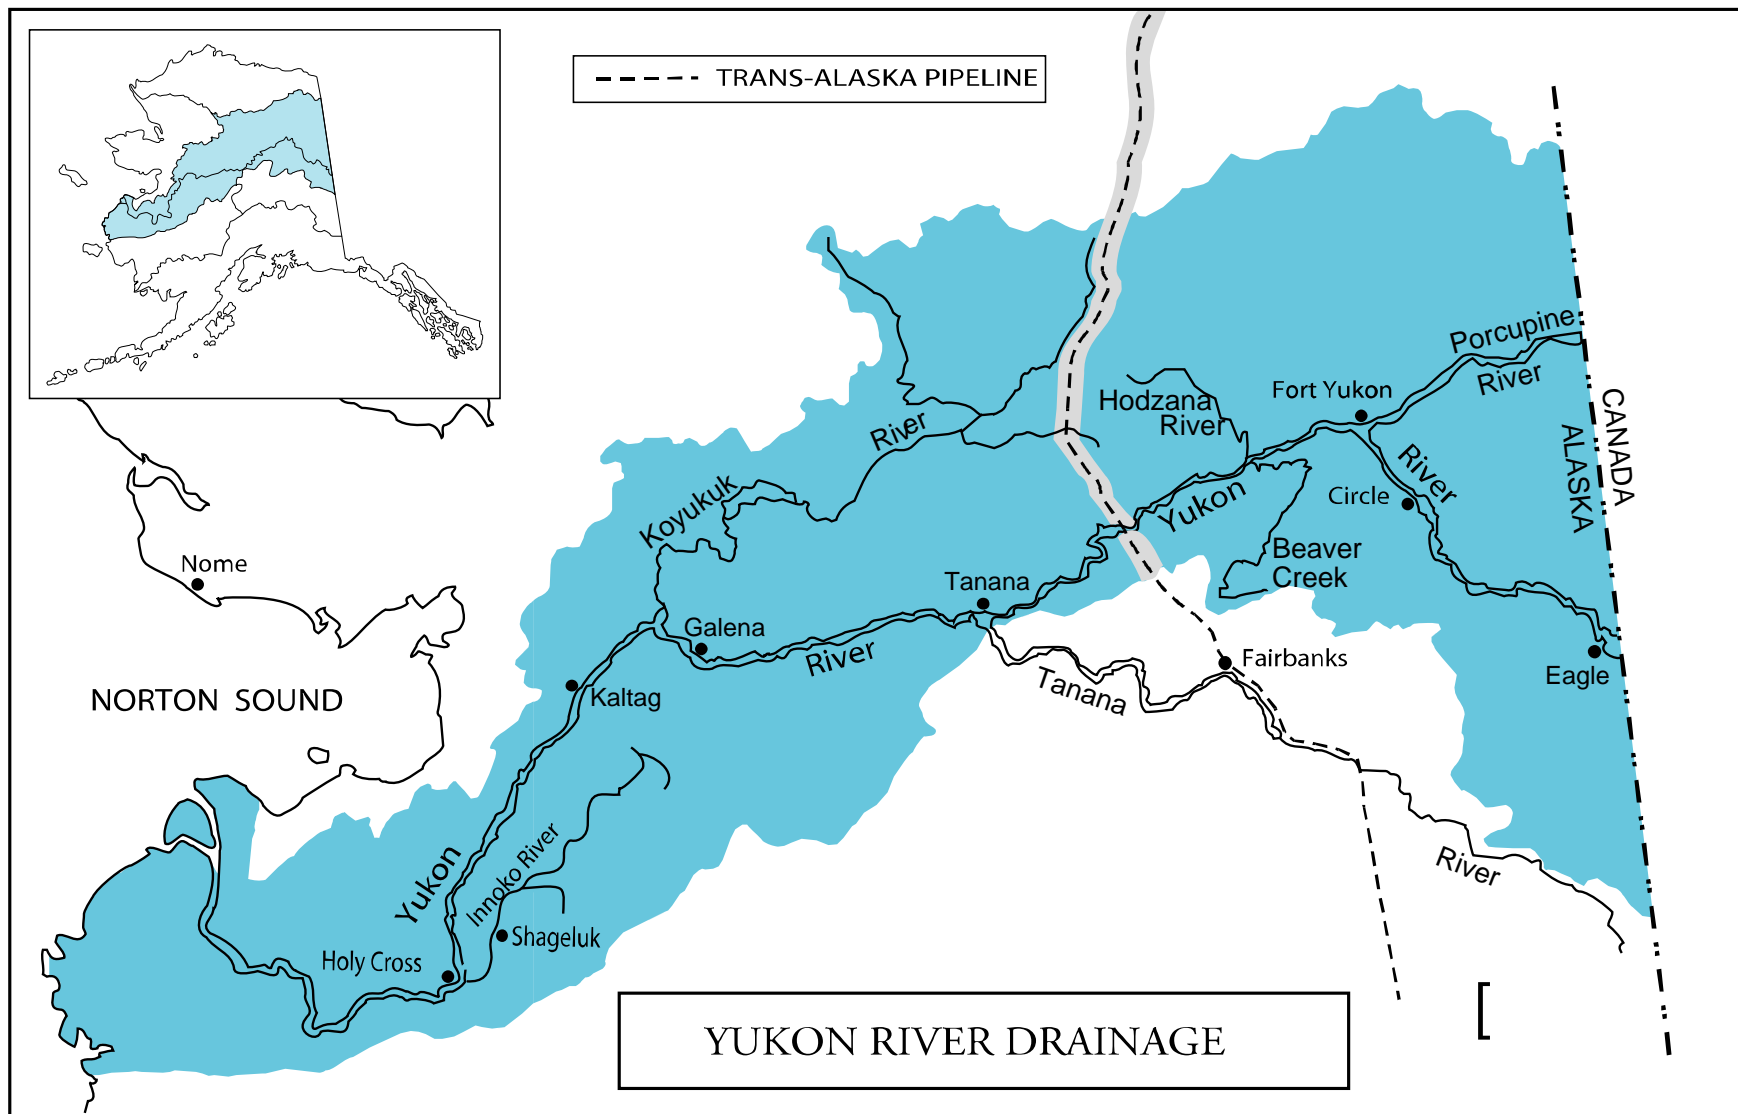 TRANS-ALASKA PIPELINE
Porcupine
River
Fort Yukon
Hodzana
River
CANADA
ALASKA
River
Koyukuk
River
Circle
Yukon
Beaver
Creek
Nome
Tanana
Galena
River
Fairbanks
Tanana
Eagle
Kaltag
NORTON SOUND
Yukon
Innoko River
River
Shageluk
Holy Cross
YUKON RIVER DRAINAGE